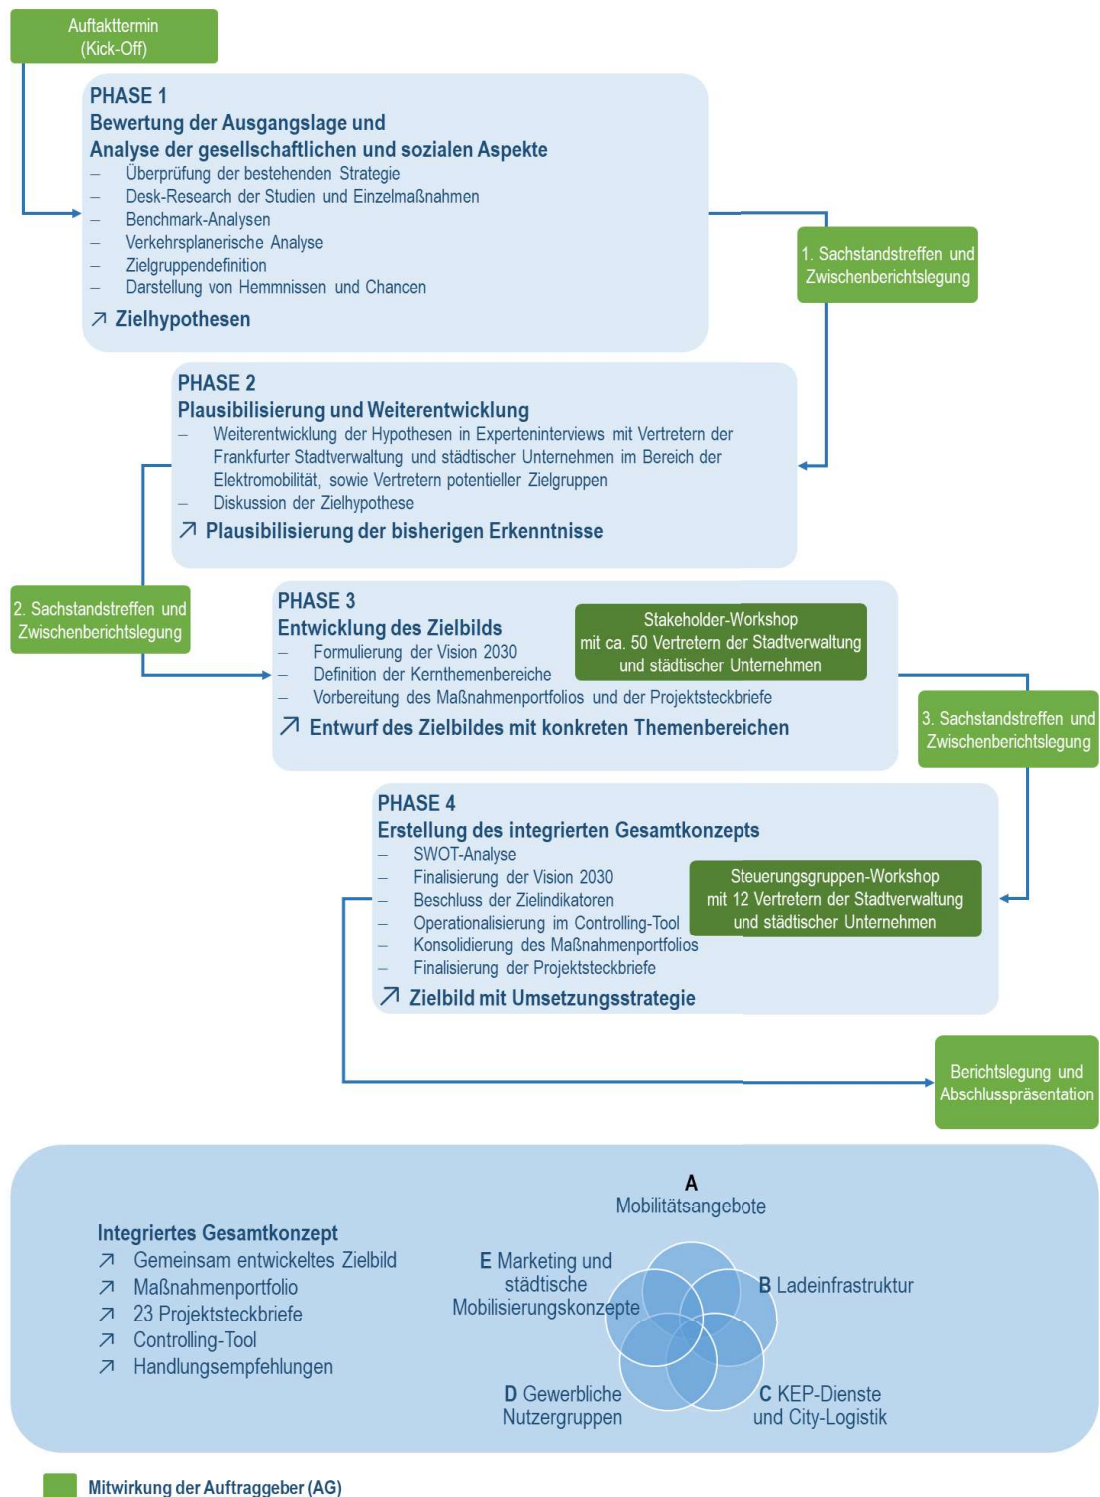 Auftakttermin
(Kick-Off)
PHASE 1
Bewertung der Ausgangslage und
Analyse der gesellschaftlichen und sozialen Aspekte
– Überprüfung der bestehenden Strategie
– Desk-Research der Studien und Einzelmaßnahmen
– Benchmark-Analysen
– Verkehrsplanerische Analyse
– Zielgruppendefinition
– Darstellung von Hemmnissen und Chancen
↗ Zielhypothesen
1. Sachstandstreffen und
Zwischenberichtslegung
PHASE 2
Plausibilisierung und Weiterentwicklung
– Weiterentwicklung der Hypothesen in Experteninterviews mit Vertretern der
Frankfurter Stadtverwaltung und städtischer Unternehmen im Bereich der
Elektromobilität, sowie Vertretern potentieller Zielgruppen
– Diskussion der Zielhypothese
↗ Plausibilisierung der bisherigen Erkenntnisse
2. Sachstandstreffen und
Zwischenberichtslegung
PHASE 3
Entwicklung des Zielbilds
– Formulierung der Vision 2030
– Definition der Kernthemenbereiche
– Vorbereitung des Maßnahmenportfolios und der Projektsteckbriefe
↗ Entwurf des Zielbildes mit konkreten Themenbereichen
Stakeholder-Workshop
mit ca. 50 Vertretern der Stadtverwaltung
und städtischer Unternehmen
3. Sachstandstreffen und
Zwischenberichtslegung
PHASE 4
Erstellung des integrierten Gesamtkonzepts
– SWOT-Analyse
– Finalisierung der Vision 2030
– Beschluss der Zielindikatoren
– Operationalisierung im Controlling-Tool
– Konsolidierung des Maßnahmenportfolios
– Finalisierung der Projektsteckbriefe
↗ Zielbild mit Umsetzungsstrategie
Steuerungsgruppen-Workshop
mit 12 Vertretern der Stadtverwaltung
und städtischer Unternehmen
Berichtslegung und
Abschlusspräsentation
Integriertes Gesamtkonzept
↗ Gemeinsam entwickeltes Zielbild
↗ Maßnahmenportfolio
↗ 23 Projektsteckbriefe
↗ Controlling-Tool
↗ Handlungsempfehlungen
A
Mobilitätsangebote
E Marketing und
städtische
Mobilisierungskonzepte
B Ladeinfrastruktur
D Gewerbliche
Nutzergruppen
C KEP-Dienste
und City-Logistik
Mitwirkung der Auftraggeber (AG)